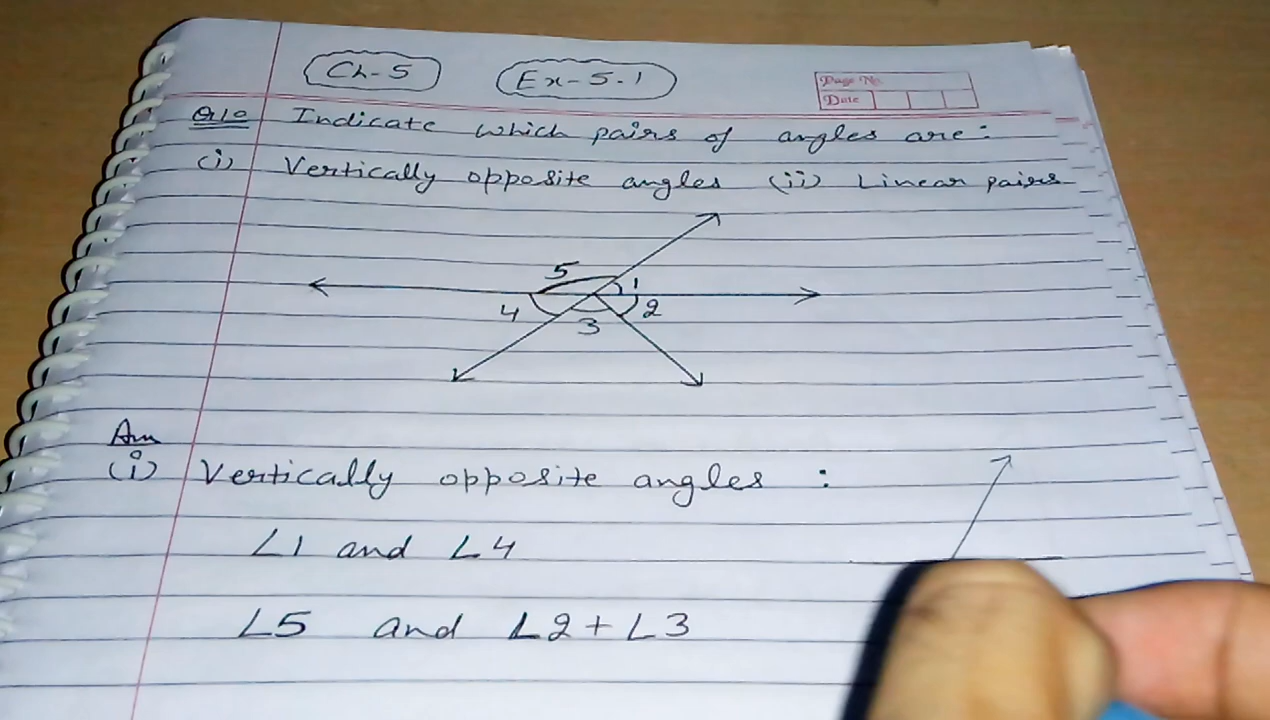 Ch-5 Ex-5.1
Page No.
Date
Q10 Indicate which pairs of angles are:
(i) Vertically opposite angles (ii) Linear pairs
5 1
4 3 2
Ans
(i) Vertically opposite angles :
∠1 and ∠4
∠5 and ∠2+∠3